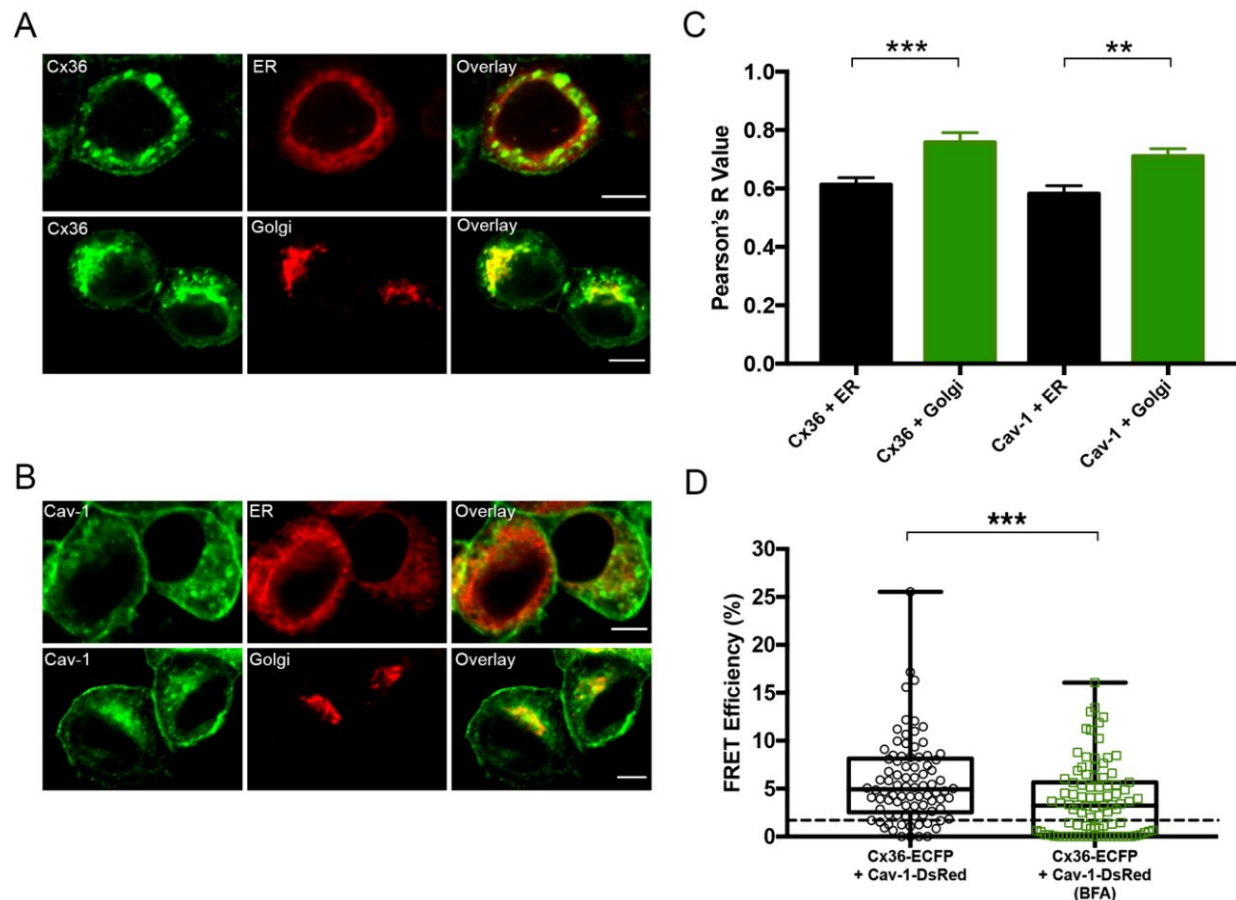 A
Cx36
ER
Overlay
Cx36
Golgi
Overlay
B
Cav-1
ER
Overlay
Cav-1
Golgi
Overlay
C
***
**
Pearson's R Value
1.0
0.8
0.6
0.4
0.2
0.0
Cx36 + ER
Cx36 + Golgi
Cav-1 + ER
Cav-1 + Golgi
D
***
FRET Efficiency (%)
30
25
20
15
10
5
0
Cx36-ECFP
+ Cav-1-DsRed
Cx36-ECFP
+ Cav-1-DsRed
(BFA)